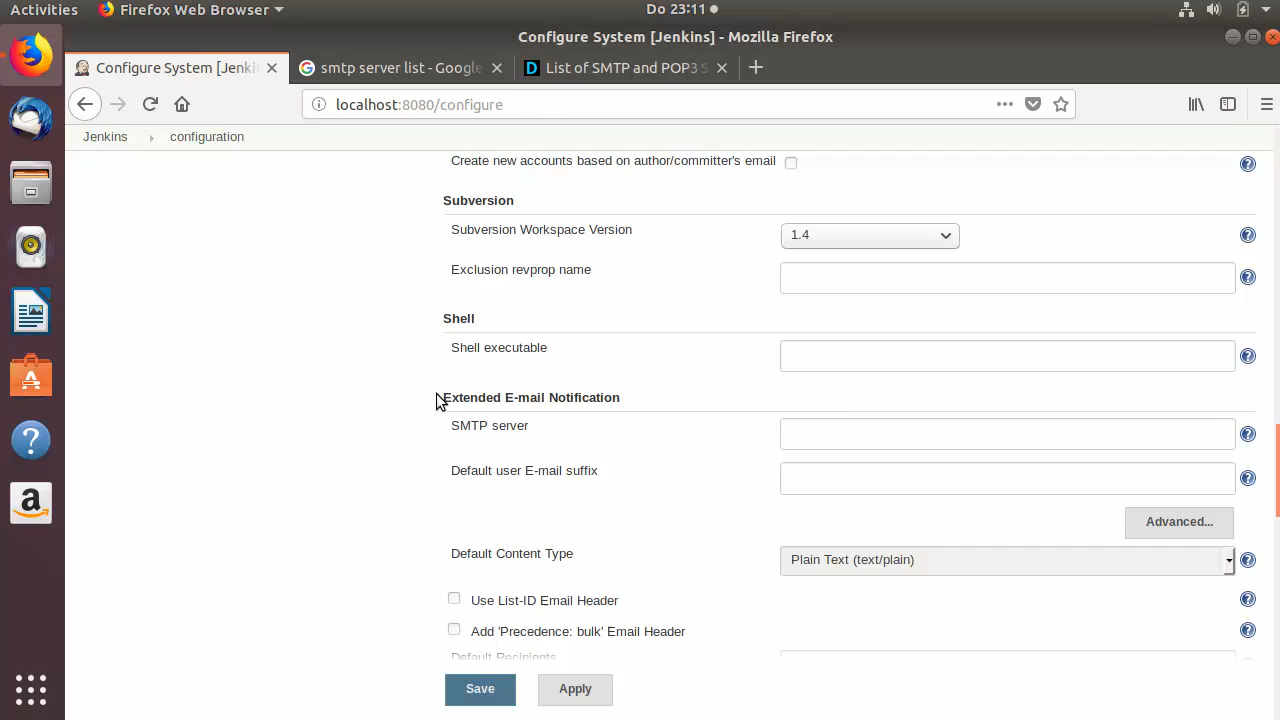 Activities
Firefox Web Browser
Do 23:11
Configure System [Jenkins] - Mozilla Firefox
Configure System [Jenki
smtp server list - Google
List of SMTP and POP3 S
localhost:8080/configure
Jenkins
configuration
Create new accounts based on author/committer's email
Subversion
Subversion Workspace Version
1.4
Exclusion revprop name
Shell
Shell executable
Extended E-mail Notification
SMTP server
Default user E-mail suffix
Advanced...
Default Content Type
Plain Text (text/plain)
Use List-ID Email Header
Add 'Precedence: bulk' Email Header
Default Recipients
Save
Apply